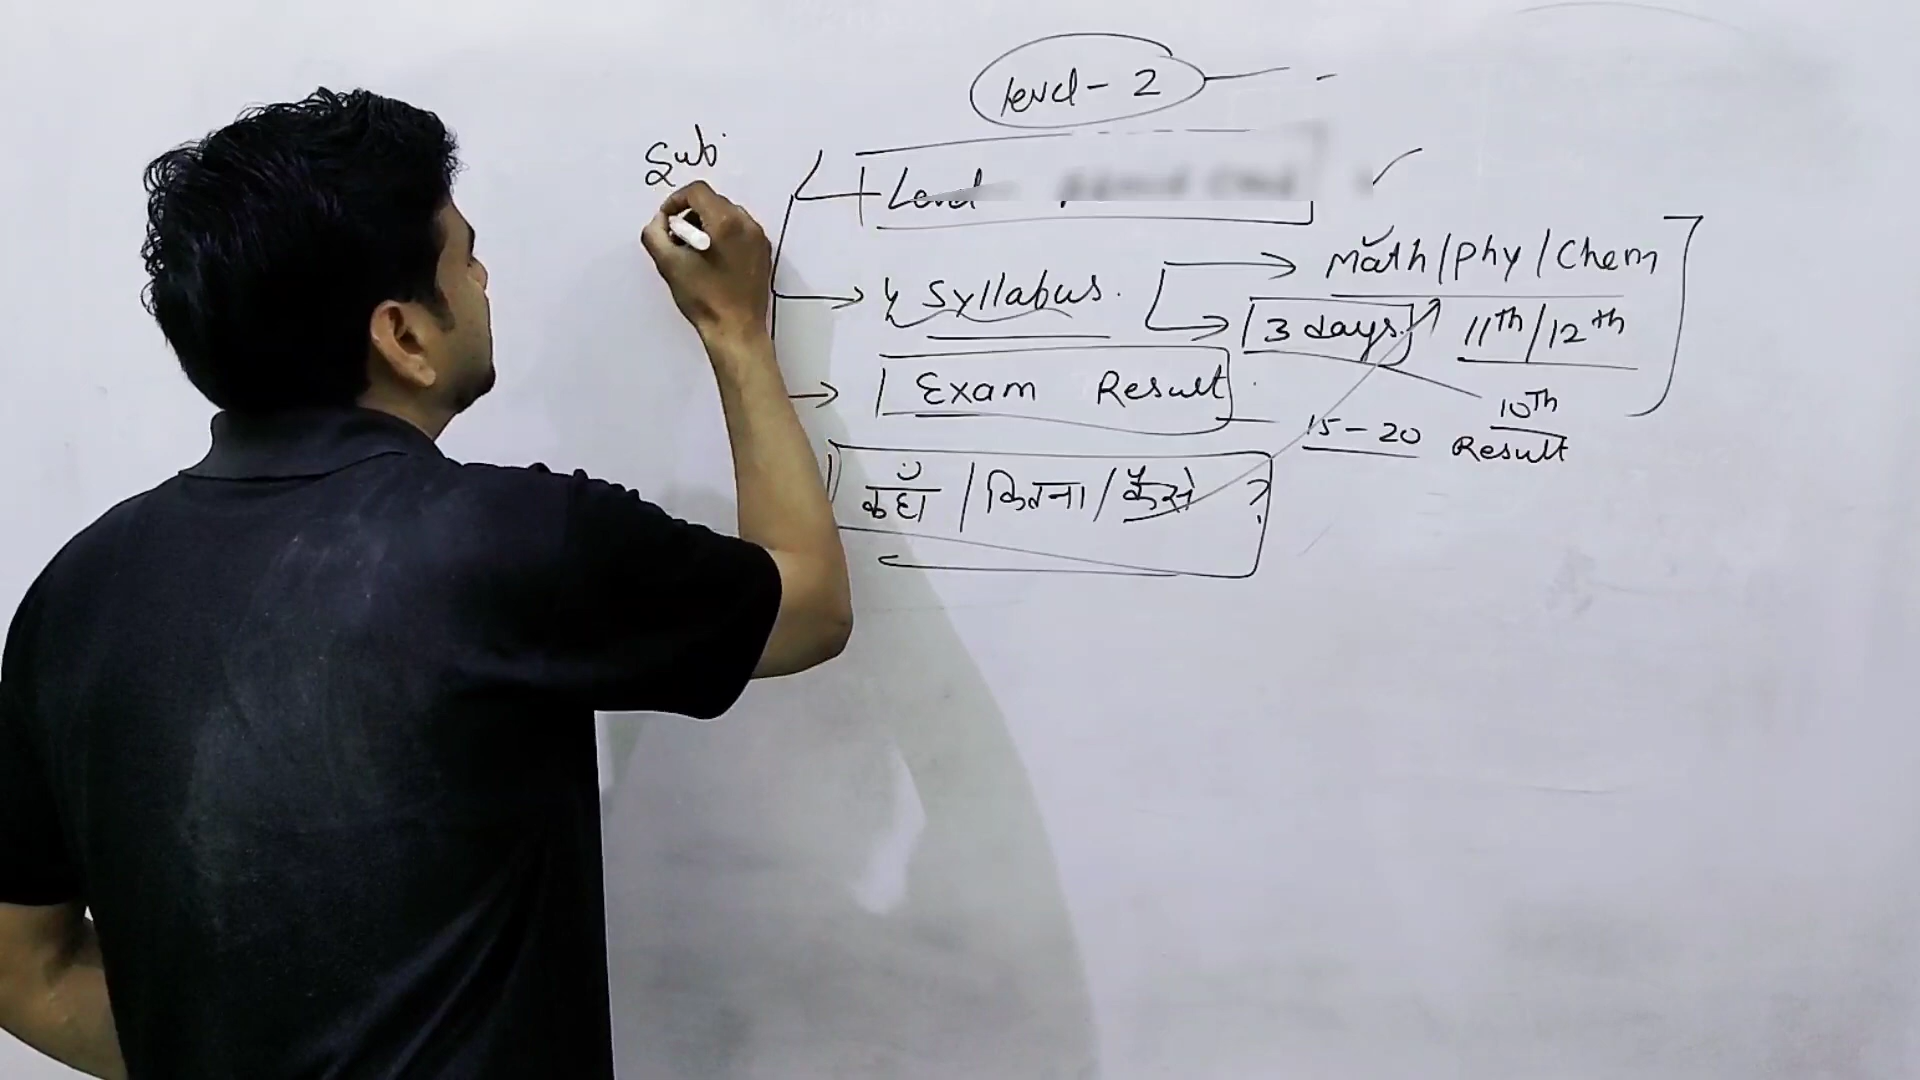 Level - 2
Sub
Level
Syllabus.
Math/Phy/Chem
3 days. 11th/12th
Exam Result
10th
15-20 Result
कहा / कितना / कैसे ?